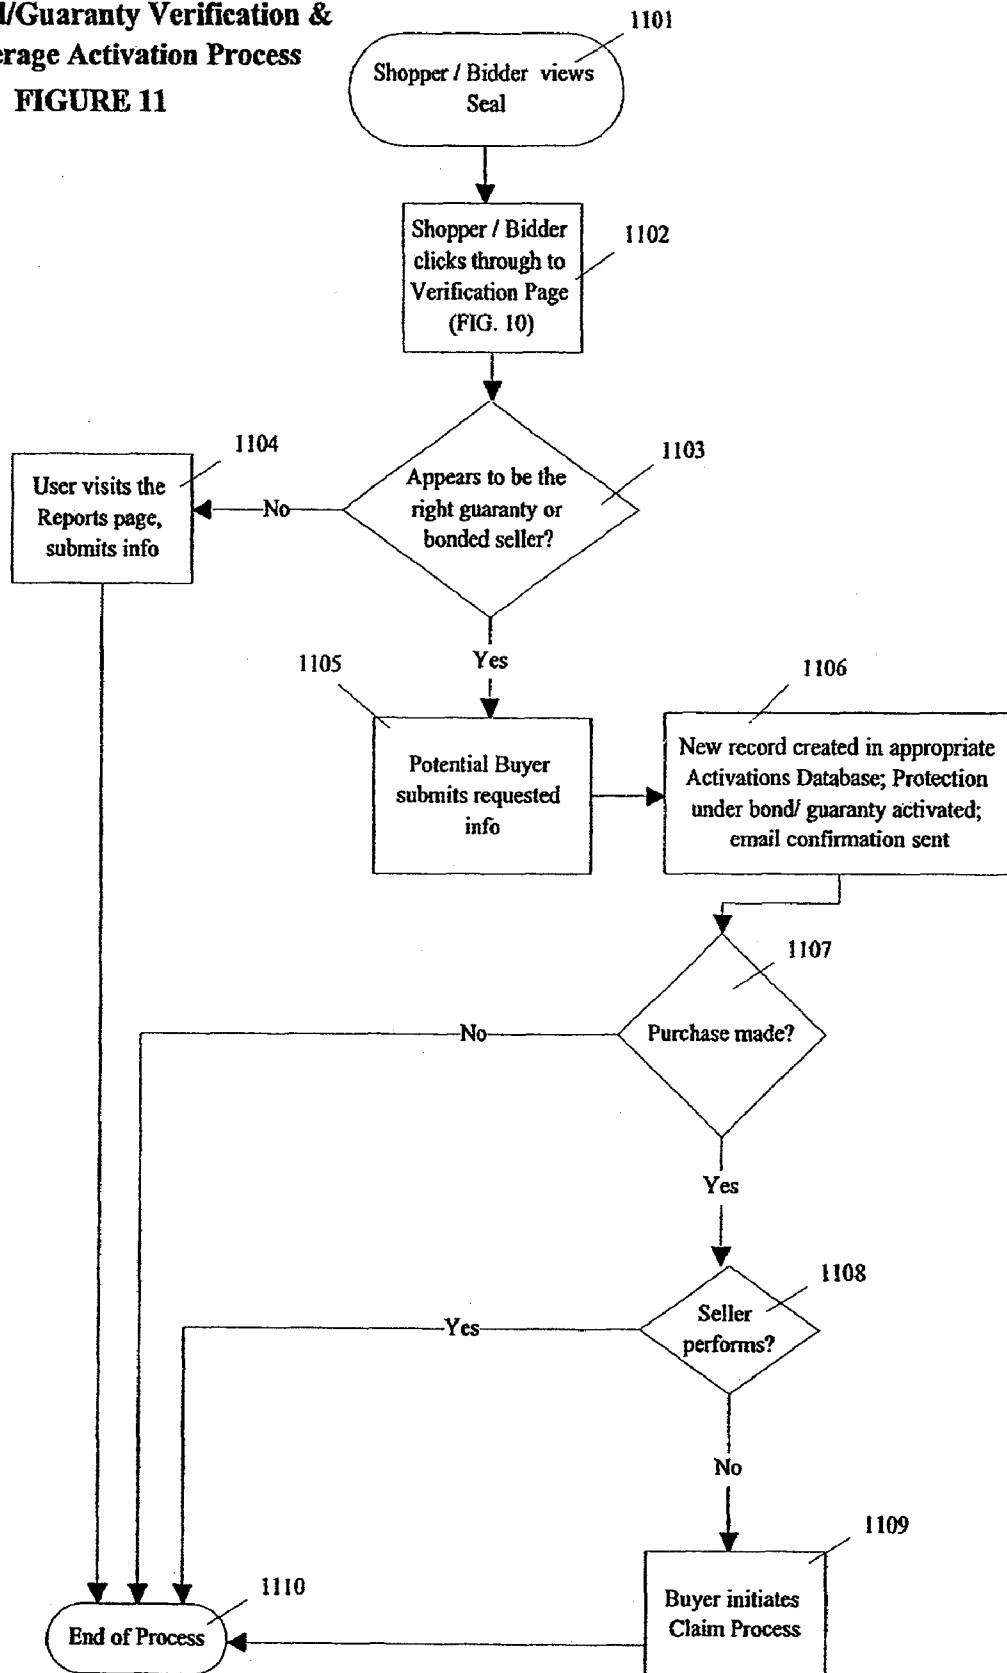 /Guaranty Verification &
erage Activation Process
FIGURE 11
1101
Shopper / Bidder views
Seal
Shopper / Bidder
clicks through to
Verification Page
(FIG. 10)
1102
1103
Appears to be the
right guaranty or
bonded seller?
1104
User visits the
Reports page,
submits info
No
Yes
1105
Potential Buyer
submits requested
info
1106
New record created in appropriate
Activations Database; Protection
under bond/ guaranty activated;
email confirmation sent
1107
Purchase made?
No
Yes
1108
Seller
performs?
Yes
No
1109
Buyer initiates
Claim Process
1110
End of Process